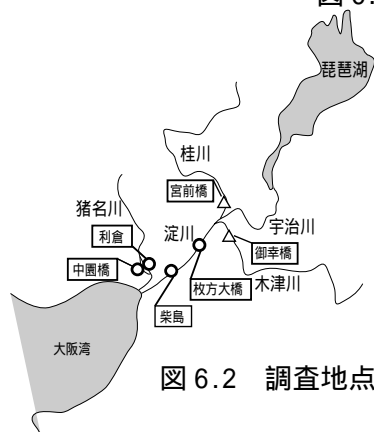 図 6.
琵琶湖
桂川
宮前橋
猪名川
宇治川
利倉
淀川
御幸橋
中園橋
木津川
枚方大橋
柴島
大阪湾
図 6.2 調査地点